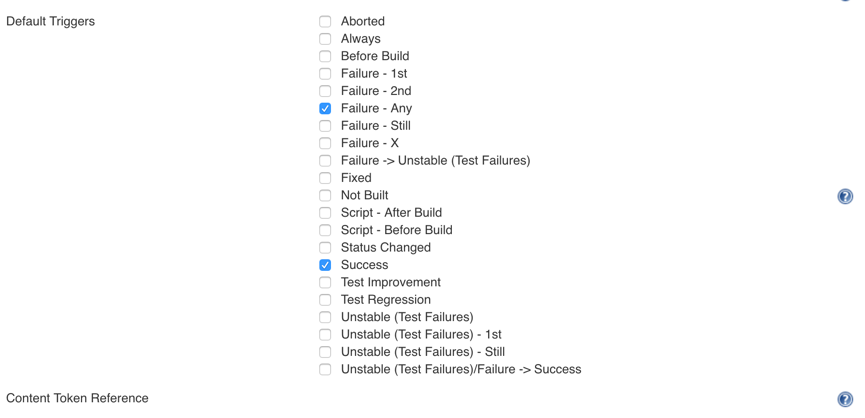 Default Triggers
Aborted
Always
Before Build
Failure - 1st
Failure - 2nd
Failure - Any
Failure - Still
Failure - X
Failure -> Unstable (Test Failures)
Fixed
Not Built
Script - After Build
Script - Before Build
Status Changed
Success
Test Improvement
Test Regression
Unstable (Test Failures)
Unstable (Test Failures) - 1st
Unstable (Test Failures) - Still
Unstable (Test Failures)/Failure -> Success
Content Token Reference